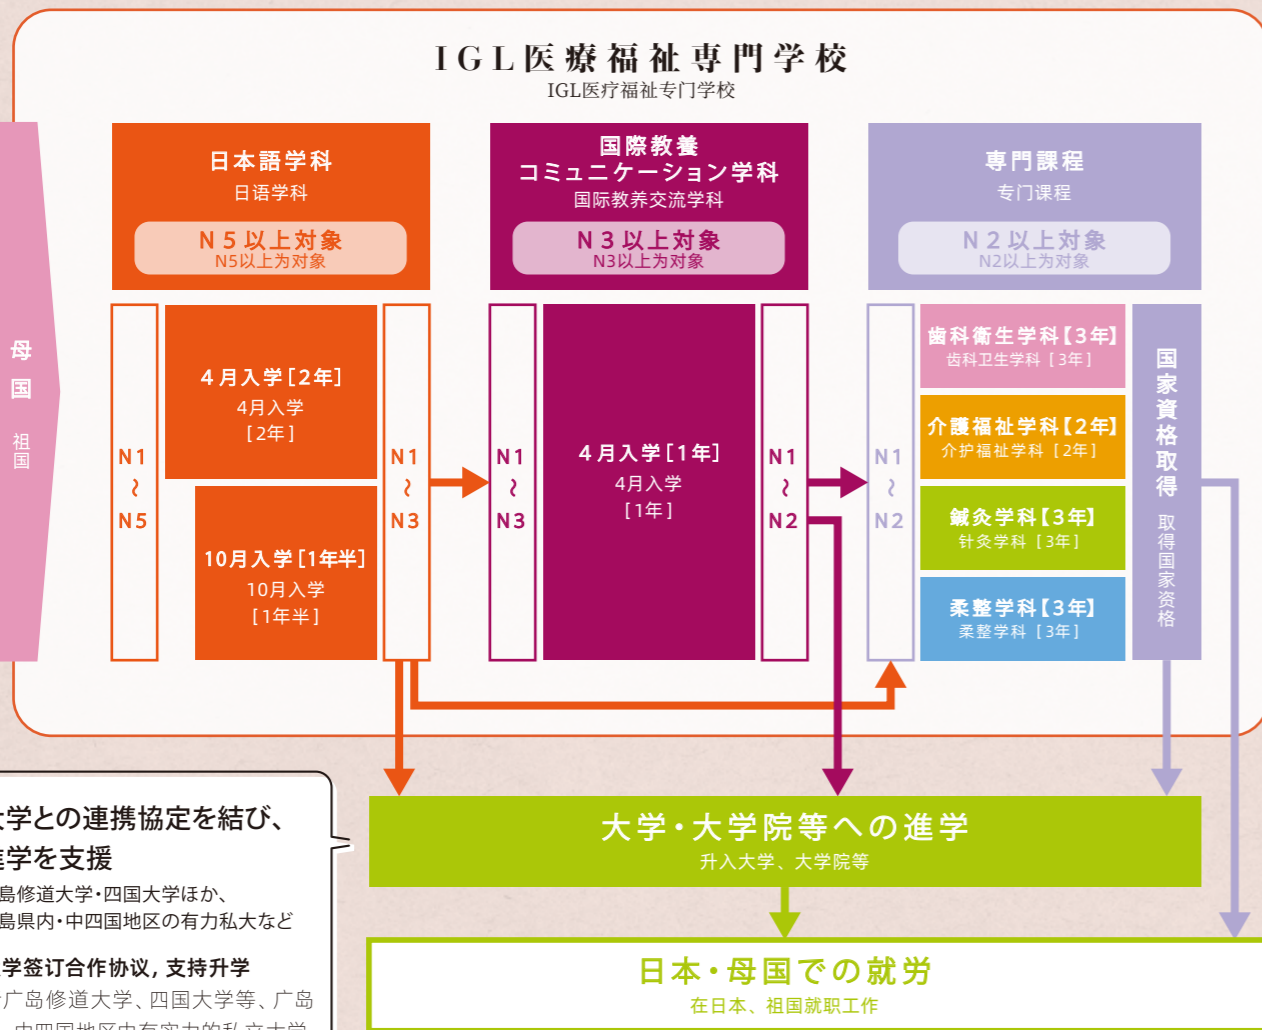 IGL医療福祉専門学校
IGL医疗福祉专门学校
母国
祖国
日本語学科
日语学科
N5以上対象
N5以上为对象
N1
〜
N5
4月入学[2年]
4月入学
[2年]
10月入学[1年半]
10月入学
[1年半]
N1
〜
N3
国際教養
コミュニケーション学科
国际教养交流学科
N3以上対象
N3以上为对象
N1
〜
N3
4月入学[1年]
4月入学
[1年]
N1
〜
N2
専門課程
专门课程
N2以上対象
N2以上为对象
N1
〜
N2
歯科衛生学科【3年】
齿科卫生学科 [3年]
介護福祉学科【2年】
介护福祉学科 [2年]
鍼灸学科【3年】
针灸学科 [3年]
柔整学科【3年】
柔整学科 [3年]
国家資格取得
取得国家资格
大学との連携協定を結び、
進学を支援
島修道大学・四国大学ほか、
島県内・中四国地区の有力私大など
学签订合作协议, 支持升学
广岛修道大学、四国大学等、广岛
中四国地区中有实力的私立大学
大学・大学院等への進学
升入大学、大学院等
日本・母国での就労
在日本、祖国就职工作